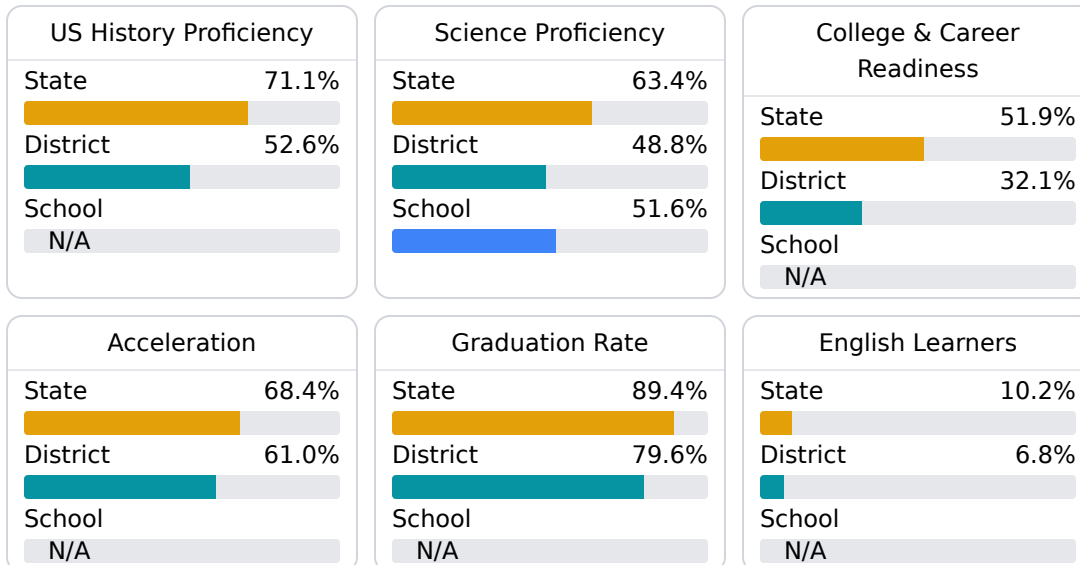 US History Proficiency
State 71.1%
District 52.6%
School
N/A
Science Proficiency
State 63.4%
District 48.8%
School 51.6%
College & Career
Readiness
State 51.9%
District 32.1%
School
N/A
Acceleration
State 68.4%
District 61.0%
School
N/A
Graduation Rate
State 89.4%
District 79.6%
School
N/A
English Learners
State 10.2%
District 6.8%
School
N/A